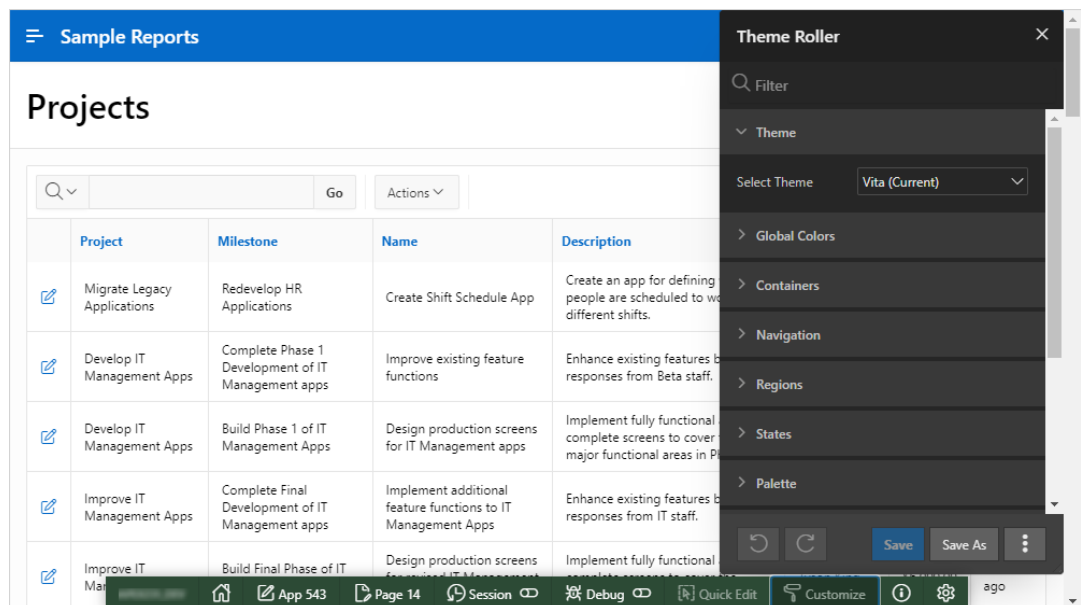 Sample Reports
Projects
Go
Actions
Project
Milestone
Name
Description
Migrate Legacy
Applications
Redevelop HR
Applications
Create Shift Schedule App
Create an app for defining
people are scheduled to
different shifts.
Develop IT
Management Apps
Complete Phase 1
Development of IT
Management apps
Improve existing feature
functions
Enhance existing features
responses from Beta staff.
Develop IT
Management Apps
Build Phase 1 of IT
Management Apps
Design production screens
for IT Management apps
Implement fully functional
complete screens to cover
major functional areas in
Improve IT
Management Apps
Complete Final
Development of IT
Management apps
Implement additional
feature functions to IT
Management Apps
Enhance existing features
responses from IT staff.
Improve IT
Build Final Phase of IT
Design production screens
Implement fully functional
ago
Theme Roller
Filter
Theme
Select Theme
Vita (Current)
Global Colors
Containers
Navigation
Regions
States
Palette
Save
Save As
App 543
Page 14
Session
Debug
Quick Edit
Customize